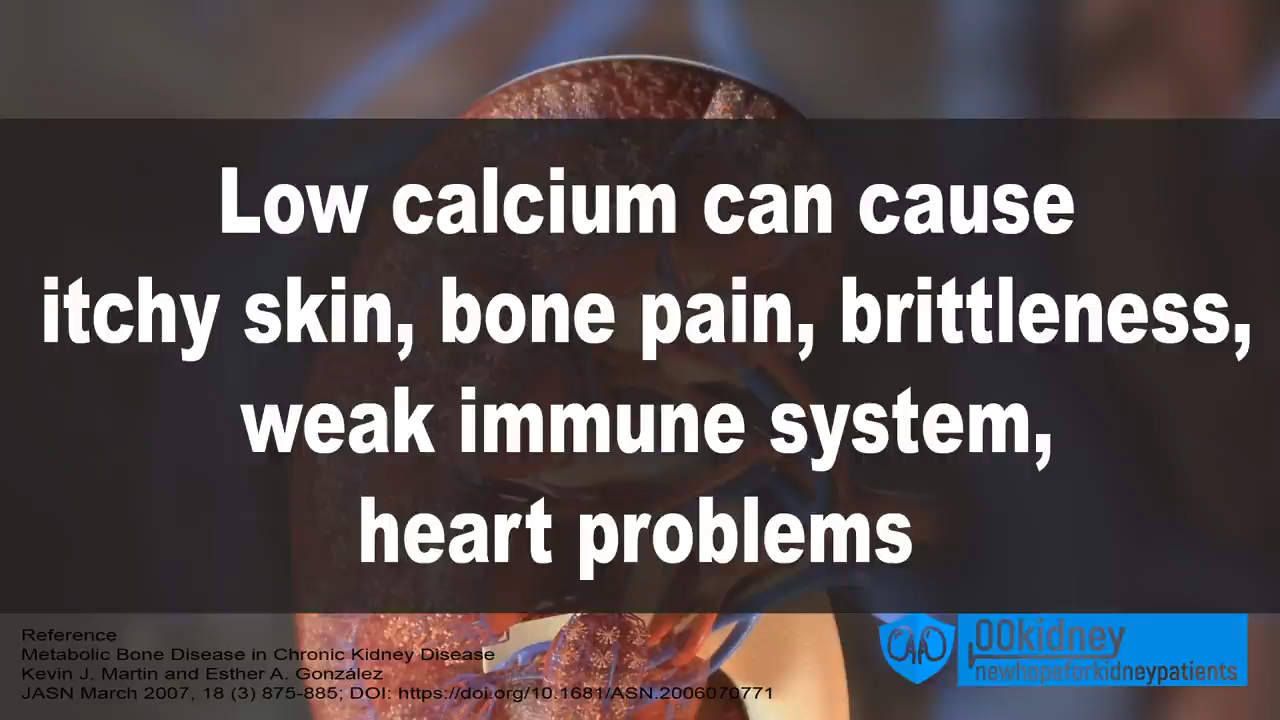 Low calcium can cause
itchy skin, bone pain, brittleness,
weak immune system,
heart problems
Reference
Metabolic Bone Disease in Chronic Kidney Disease
Kevin J. Martin and Esther A. González
JASN March 2007, 18 (3) 875-885; DOI: https://doi.org/10.1681/ASN.2006070771
00kidney
newhopeforkidneypatients